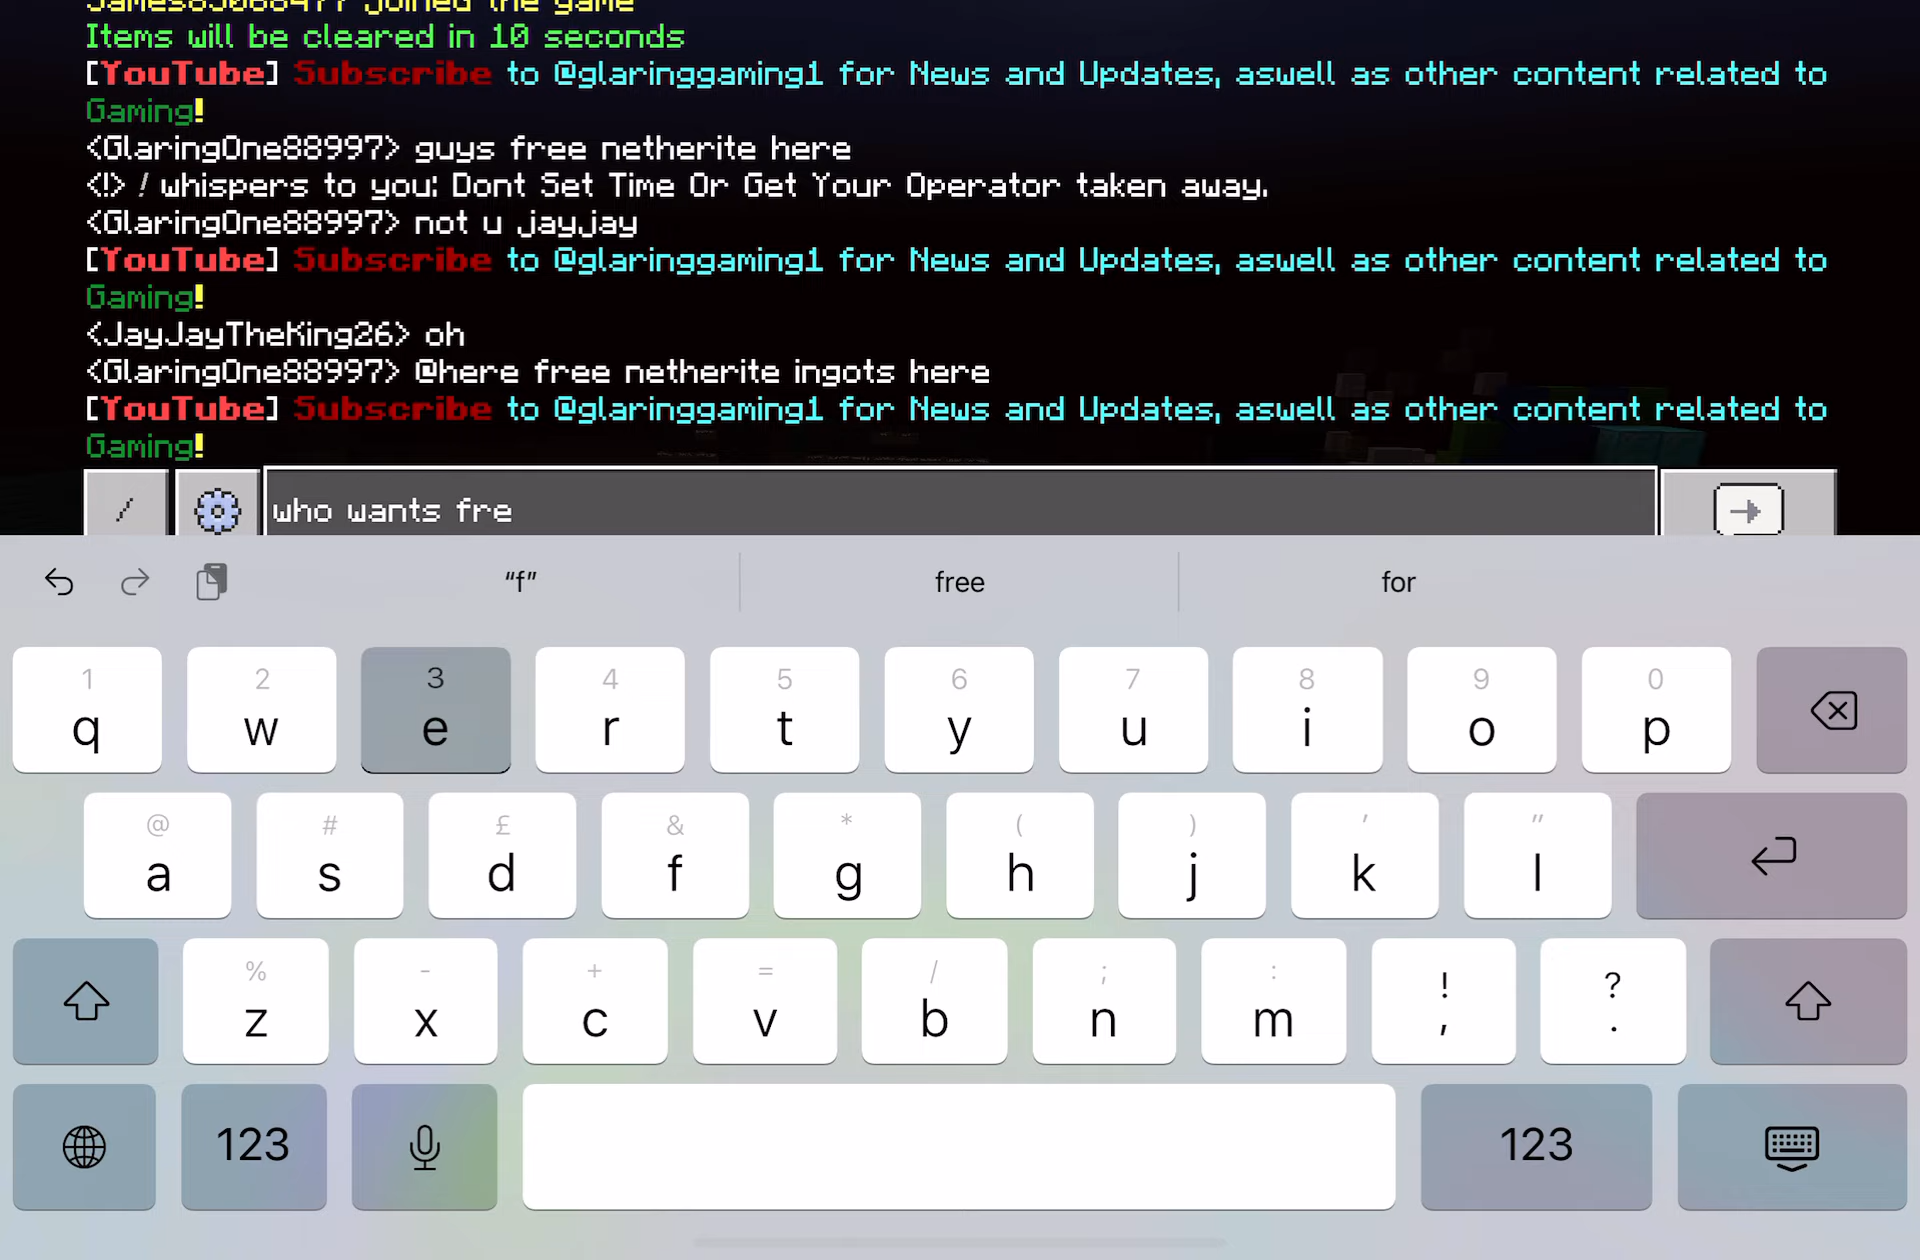 James85068477 joined the game
Items will be cleared in 10 seconds
[YouTube] Subscribe to @glaringgaming1 for News and Updates, aswell as other content related to
Gaming!
<GlaringOne88997> guys free netherite here
<!> / whispers to you: Dont Set Time Or Get Your Operator taken away.
<GlaringOne88997> not u jayjay
[YouTube] Subscribe to @glaringgaming1 for News and Updates, aswell as other content related to
Gaming!
<JayJayTheKing26> oh
<GlaringOne88997> @here free netherite ingots here
[YouTube] Subscribe to @glaringgaming1 for News and Updates, aswell as other content related to
Gaming!
/ who wants fre
“f” free for
1 2 3 4 5 6 7 8 9 0
q w e r t y u i o p
@ # £ & * ( ) ' "
a s d f g h j k l
% - + = / ; : ! ?
z x c v b n m , .
123 123